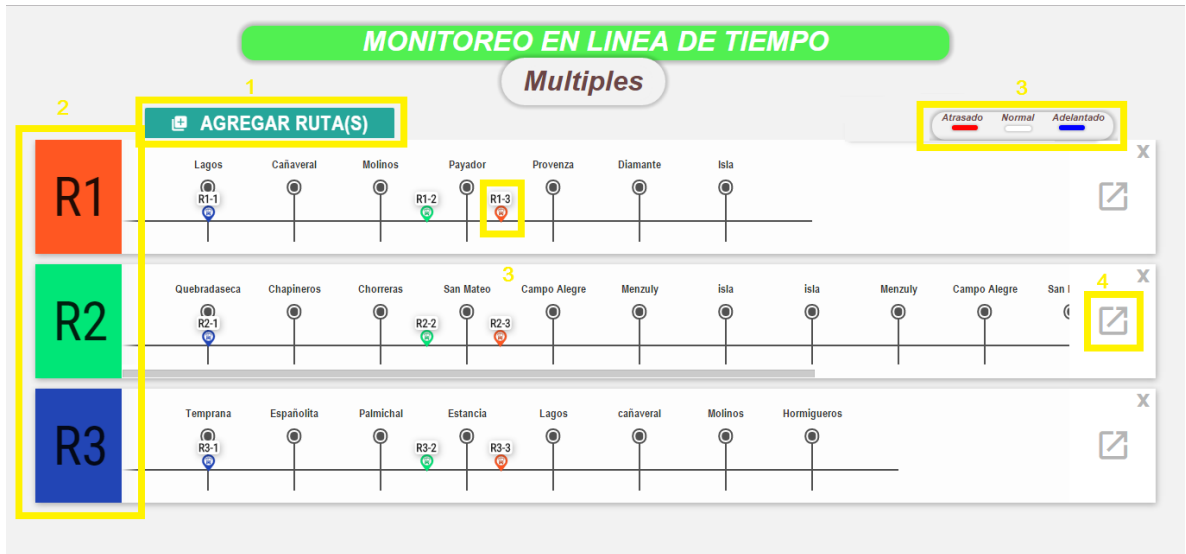 MONITOREO EN LINEA DE TIEMPO
Multiples
1
2
3
AGREGAR RUTA(S)
Atrasado Normal Adelantado
X
R1
Lagos Cañaveral Molinos Payador Provenza Diamante Isla
R1-1 R1-2 R1-3
3
4
X
R2
Quebradaseca Chapineros Chorreras San Mateo Campo Alegre Menzuly isla isla Menzuly Campo Alegre San
R2-1 R2-2 R2-3
X
R3
Temprana Españolita Palmichal Estancia Lagos cañaveral Molinos Hormigueros
R3-1 R3-2 R3-3